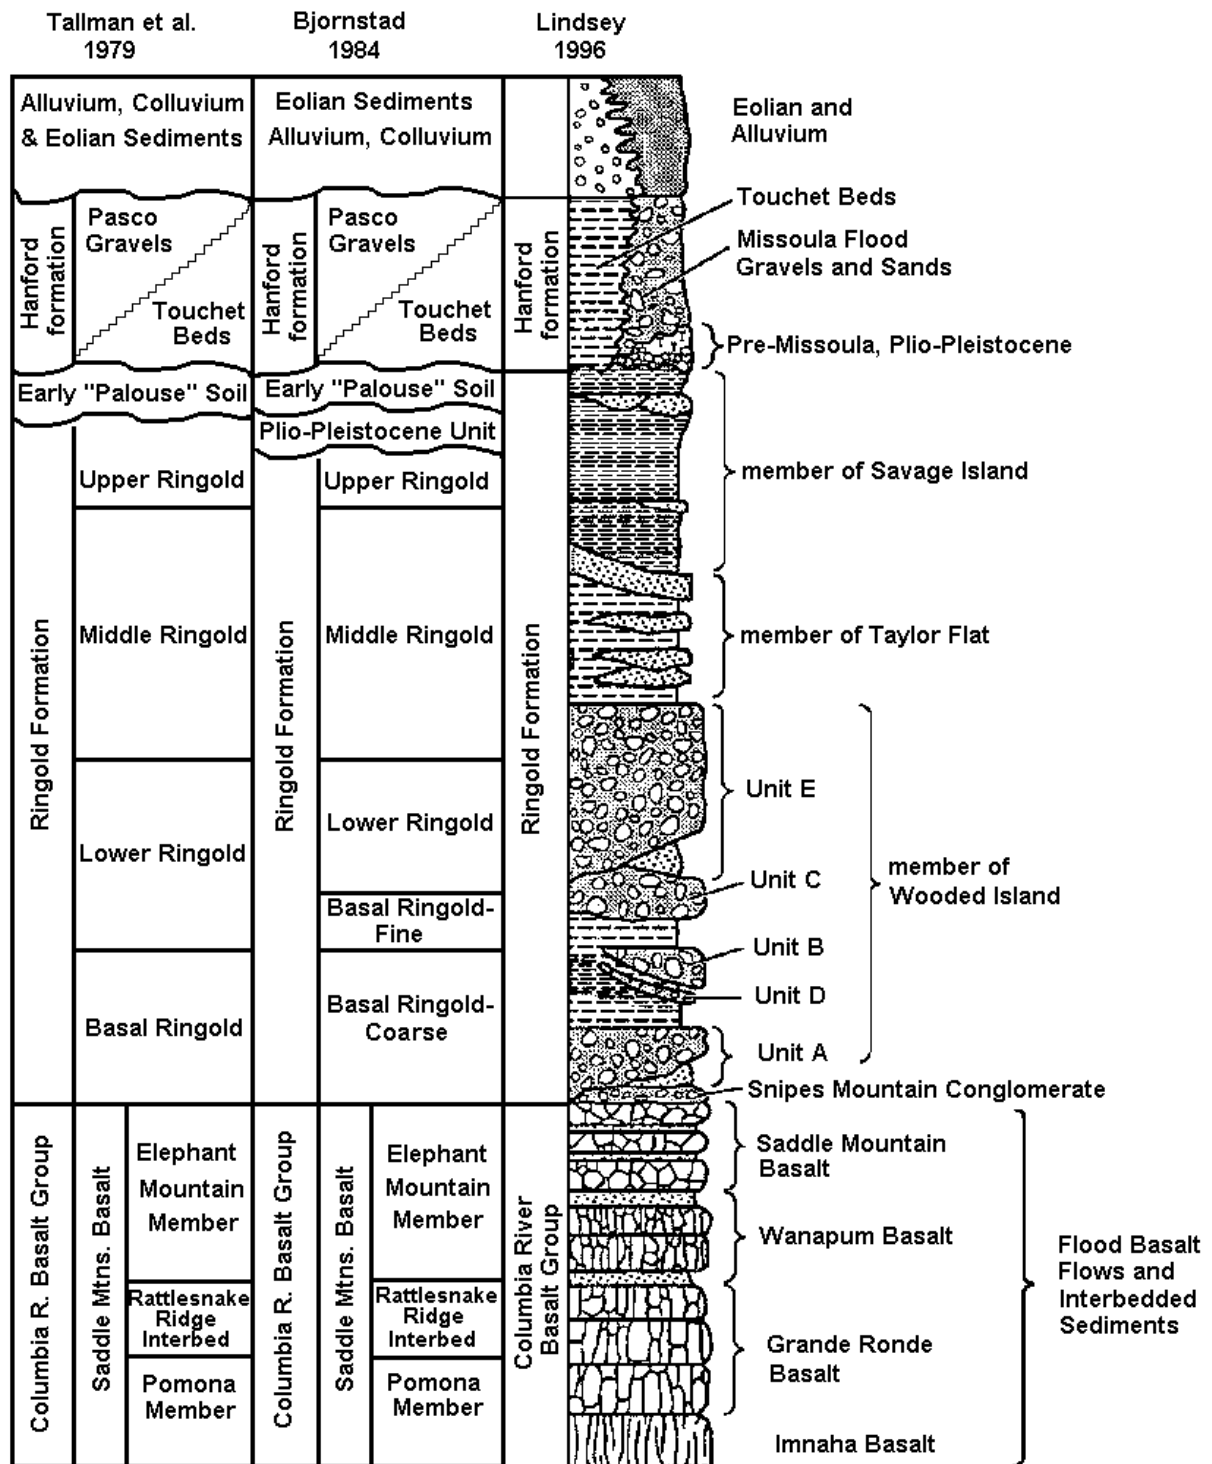 Tallman et al.
1979
Bjornstad
1984
Lindsey
1996
Alluvium, Colluvium
& Eolian Sediments
Eolian Sediments
Alluvium, Colluvium
Eolian and
Alluvium
Hanford
formation
Pasco
Gravels
Touchet
Beds
Hanford
formation
Pasco
Gravels
Touchet
Beds
Hanford
formation
Touchet Beds
Missoula Flood
Gravels and Sands
Pre-Missoula, Plio-Pleistocene
Early "Palouse" Soil
Early "Palouse" Soil
Plio-Pleistocene Unit
Ringold Formation
Upper Ringold
Middle Ringold
Lower Ringold
Basal Ringold
Ringold Formation
Upper Ringold
Middle Ringold
Lower Ringold
Basal Ringold-
Fine
Basal Ringold-
Coarse
Ringold Formation
member of Savage Island
member of Taylor Flat
Unit E
Unit C
member of
Wooded Island
Unit B
Unit D
Unit A
Snipes Mountain Conglomerate
Columbia R. Basalt Group
Saddle Mtns. Basalt
Elephant
Mountain
Member
Rattlesnake
Ridge
Interbed
Pomona
Member
Columbia R. Basalt Group
Saddle Mtns. Basalt
Elephant
Mountain
Member
Rattlesnake
Ridge
Interbed
Pomona
Member
Columbia River
Basalt Group
Saddle Mountain
Basalt
Wanapum Basalt
Grande Ronde
Basalt
Imnaha Basalt
Flood Basalt
Flows and
Interbedded
Sediments